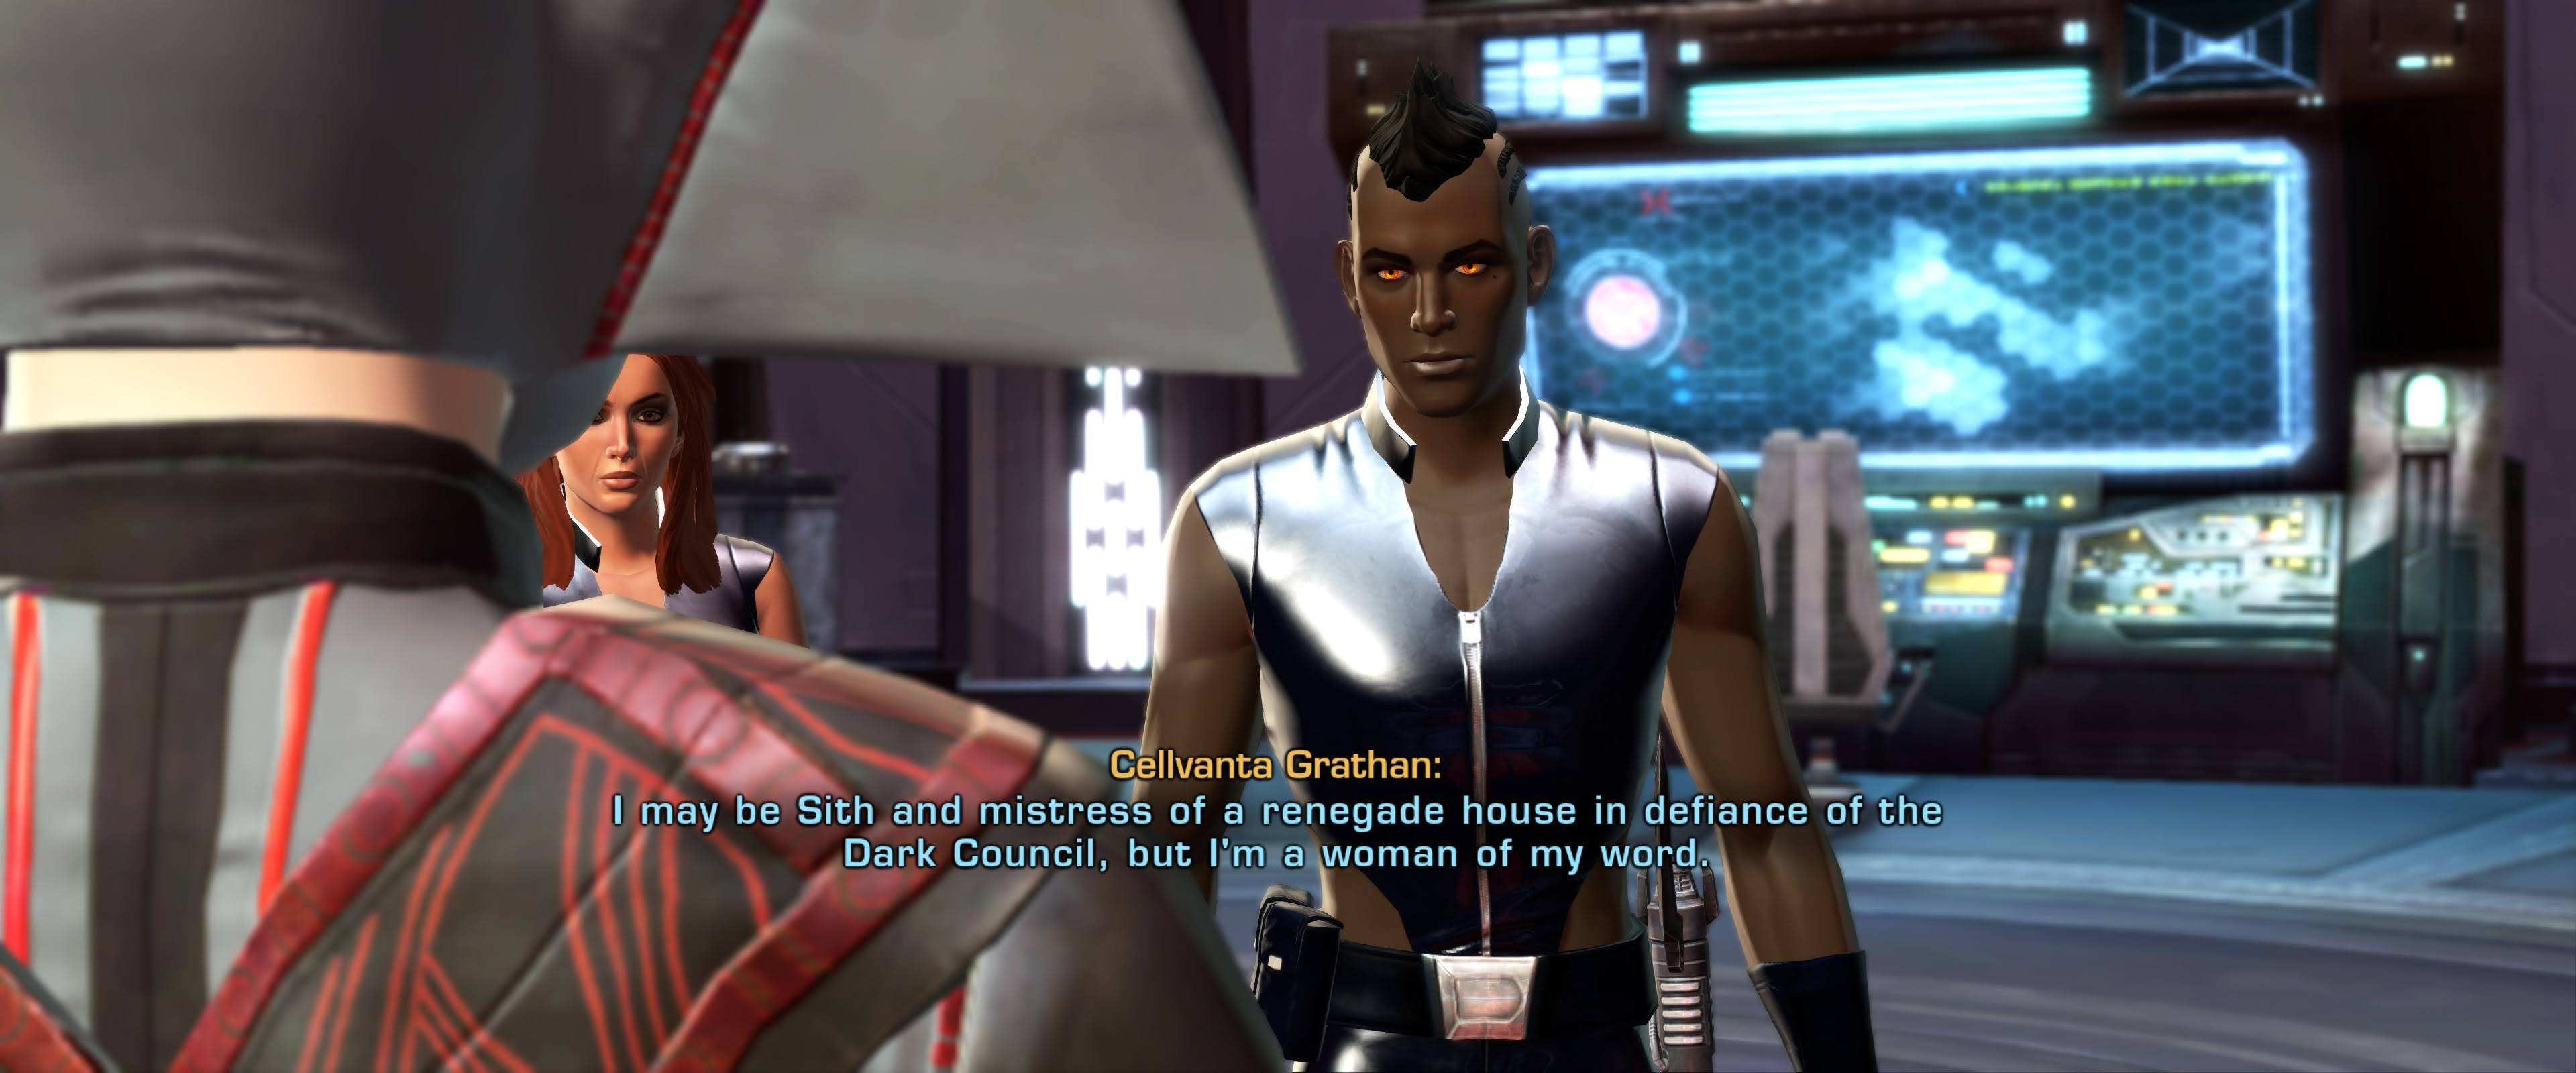 Cellvanta Grathan:
I may be Sith and mistress of a renegade house in defiance of the
Dark Council, but I'm a woman of my word.